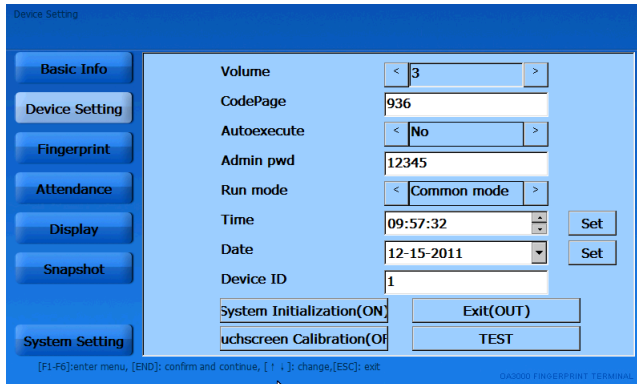 Device Setting
Basic Info
Device Setting
Fingerprint
Attendance
Display
Snapshot
System Setting
Volume < 3 >
CodePage 936
Autoexecute < No >
Admin pwd 12345
Run mode < Common mode >
Time 09:57:32 Set
Date 12-15-2011 Set
Device ID 1
System Initialization(ON) Exit(OUT)
uchscreen Calibration(OF TEST
[F1-F6]:enter menu, [END]: confirm and continue, [ ↑ ↓ ]: change,[ESC]: exit
OA3000 FINGERPRINT TERMINAL